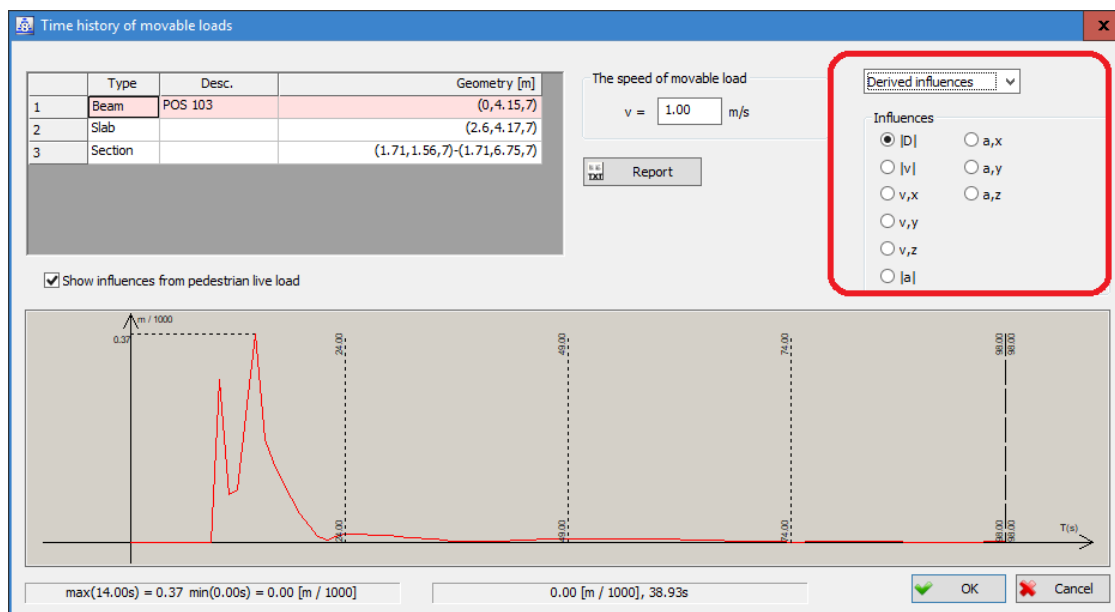 Time history of movable loads
x
Type Desc. Geometry [m]
1 Beam POS 103 (0,4.15,7)
2 Slab (2.6,4.17,7)
3 Section (1.71,1.56,7)-(1.71,6.75,7)
The speed of movable load
v = 1.00 m/s
TXT Report
Derived influences
Influences
|D| a,x
|v| a,y
v,x a,z
v,y
v,z
|a|
Show influences from pedestrian live load
m / 1000
0.37
24.00 49.00 74.00 98.00 98.00
24.00 49.00 74.00 98.00 98.00
T(s)
max(14.00s) = 0.37 min(0.00s) = 0.00 [m / 1000]
0.00 [m / 1000], 38.93s
OK Cancel